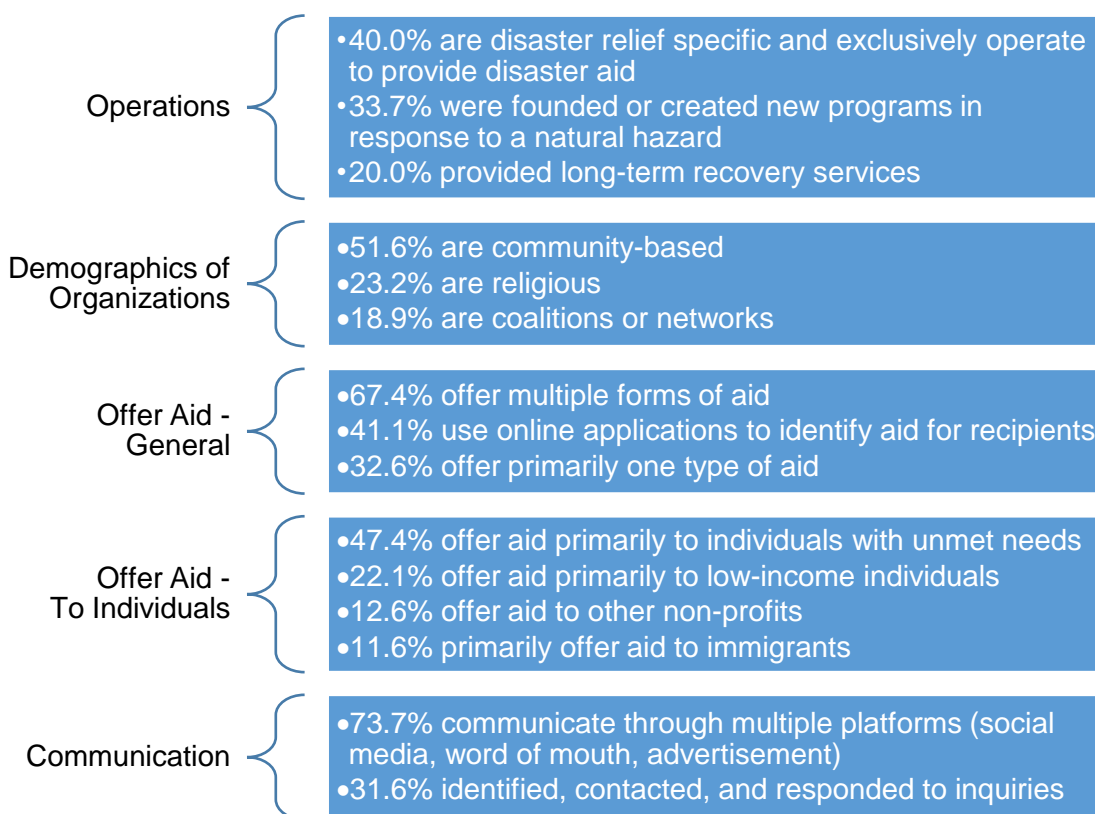 Operations
•40.0% are disaster relief specific and exclusively operate
to provide disaster aid
•33.7% were founded or created new programs in
response to a natural hazard
•20.0% provided long-term recovery services
Demographics of
Organizations
•51.6% are community-based
•23.2% are religious
•18.9% are coalitions or networks
Offer Aid -
General
•67.4% offer multiple forms of aid
•41.1% use online applications to identify aid for recipients
•32.6% offer primarily one type of aid
Offer Aid -
To Individuals
•47.4% offer aid primarily to individuals with unmet needs
•22.1% offer aid primarily to low-income individuals
•12.6% offer aid to other non-profits
•11.6% primarily offer aid to immigrants
Communication
•73.7% communicate through multiple platforms (social
media, word of mouth, advertisement)
•31.6% identified, contacted, and responded to inquiries